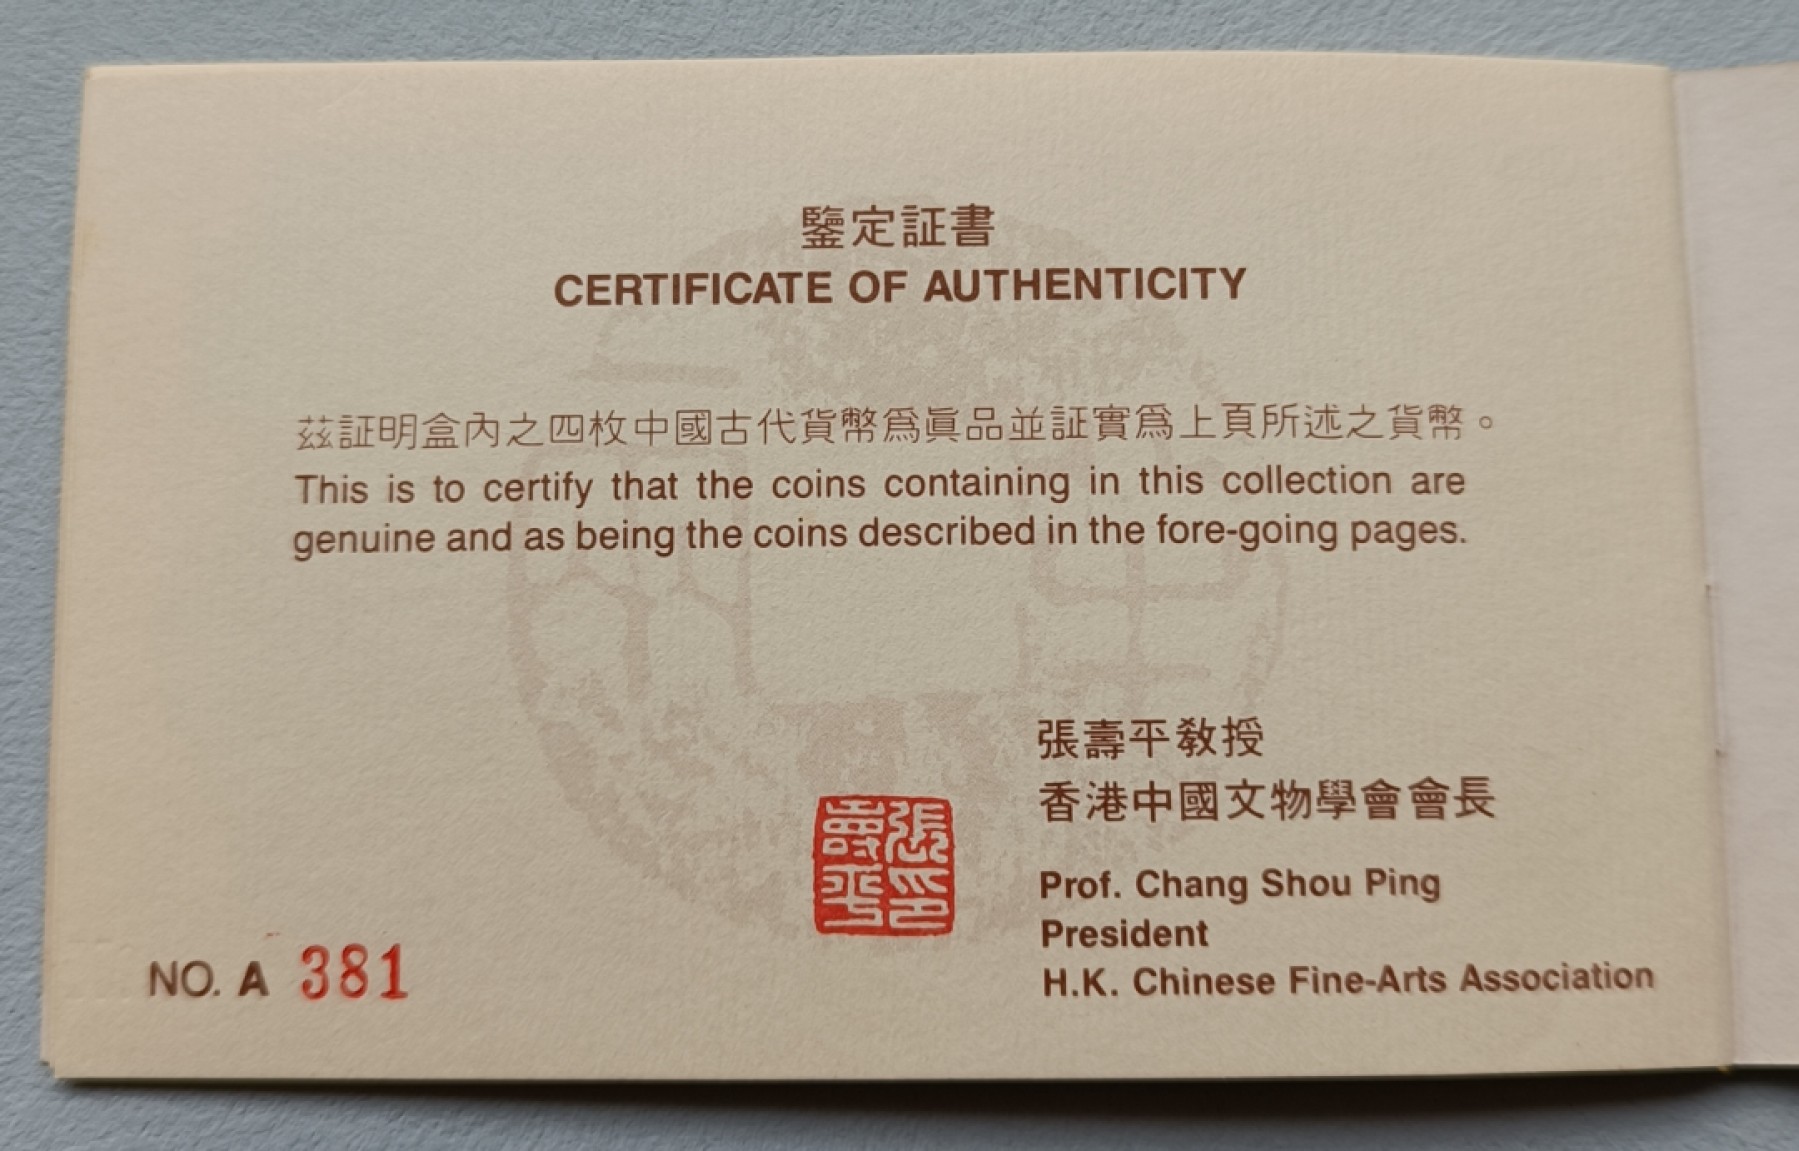 鑒定証書
CERTIFICATE OF AUTHENTICITY
茲証明盒內之四枚中國古代貨幣爲眞品並証實爲上頁所述之貨幣。
This is to certify that the coins containing in this collection are
genuine and as being the coins described in the fore-going pages.
張壽平教授
香港中國文物學會會長
張印
壽平
Prof. Chang Shou Ping
President
H.K. Chinese Fine-Arts Association
NO. A 381